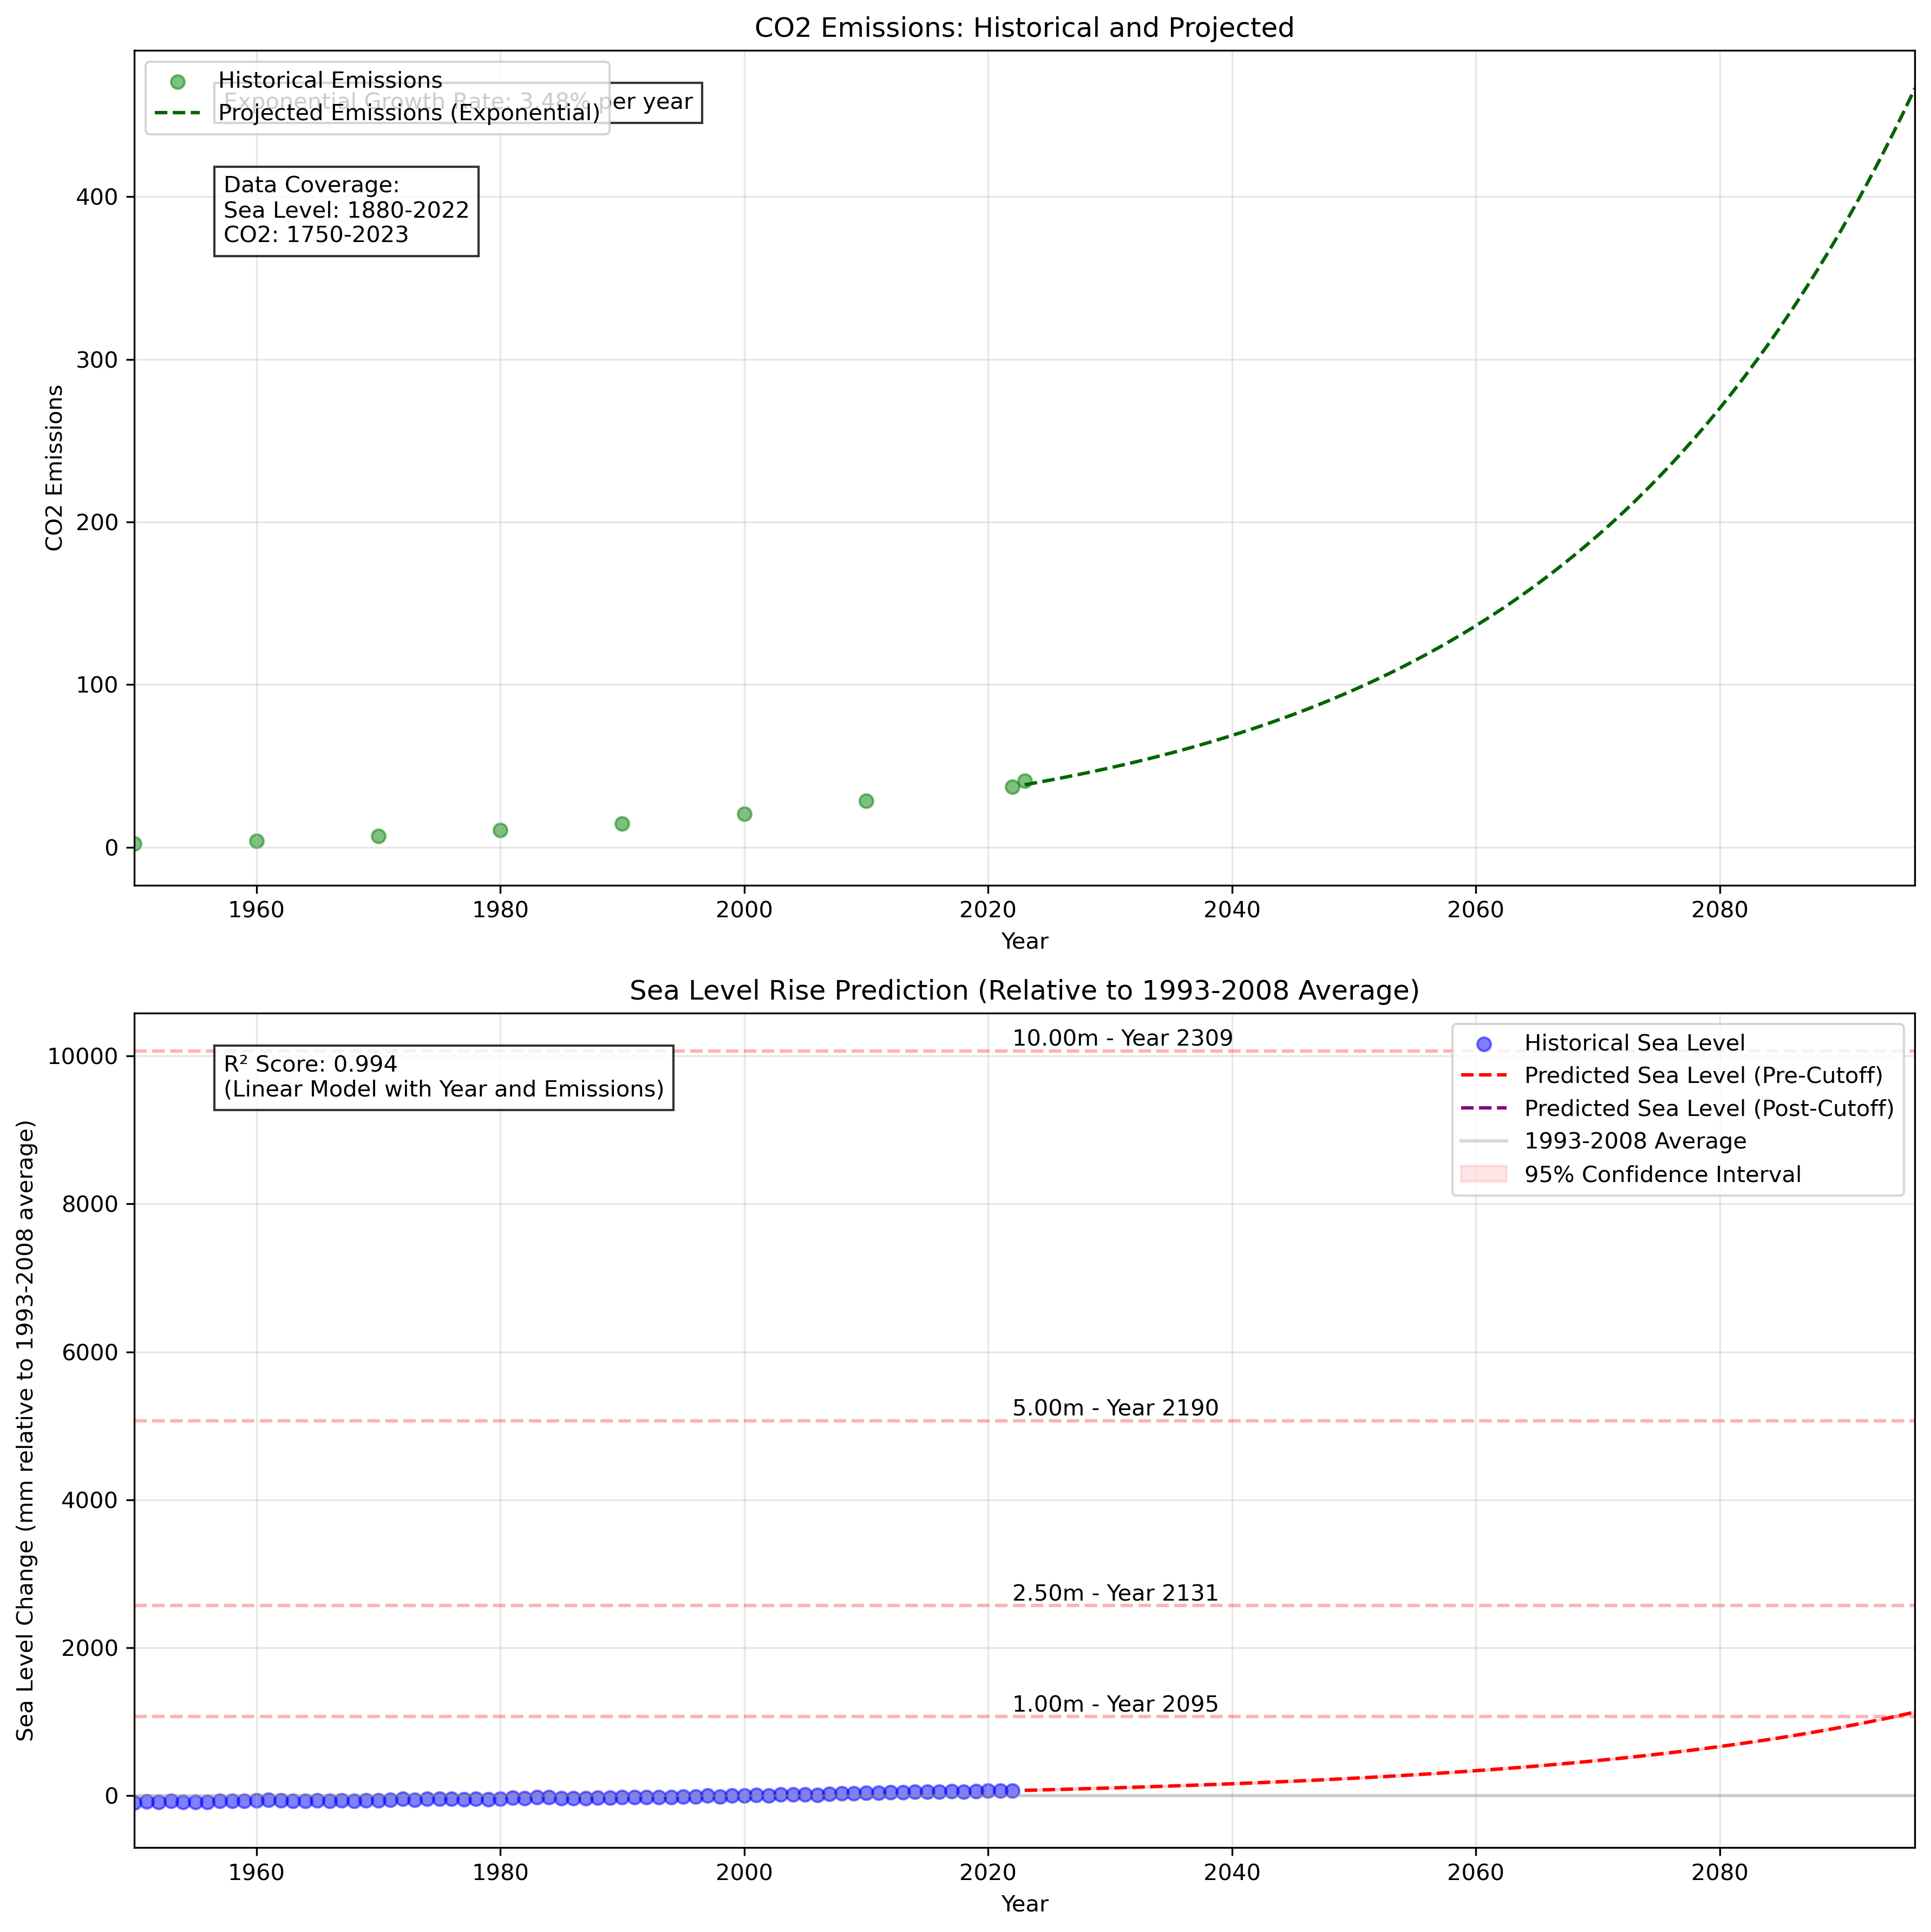 CO2 Emissions: Historical and Projected
Historical Emissions
Exponential Growth Rate: 3.48% per year
Projected Emissions (Exponential)
Data Coverage:
Sea Level: 1880-2022
CO2: 1750-2023
CO2 Emissions
400
300
200
100
0
1960
1980
2000
2020
2040
2060
2080
Year
Sea Level Rise Prediction (Relative to 1993-2008 Average)
R² Score: 0.994
(Linear Model with Year and Emissions)
10.00m - Year 2309
5.00m - Year 2190
2.50m - Year 2131
1.00m - Year 2095
Historical Sea Level
Predicted Sea Level (Pre-Cutoff)
Predicted Sea Level (Post-Cutoff)
1993-2008 Average
95% Confidence Interval
Sea Level Change (mm relative to 1993-2008 average)
10000
8000
6000
4000
2000
0
1960
1980
2000
2020
2040
2060
2080
Year